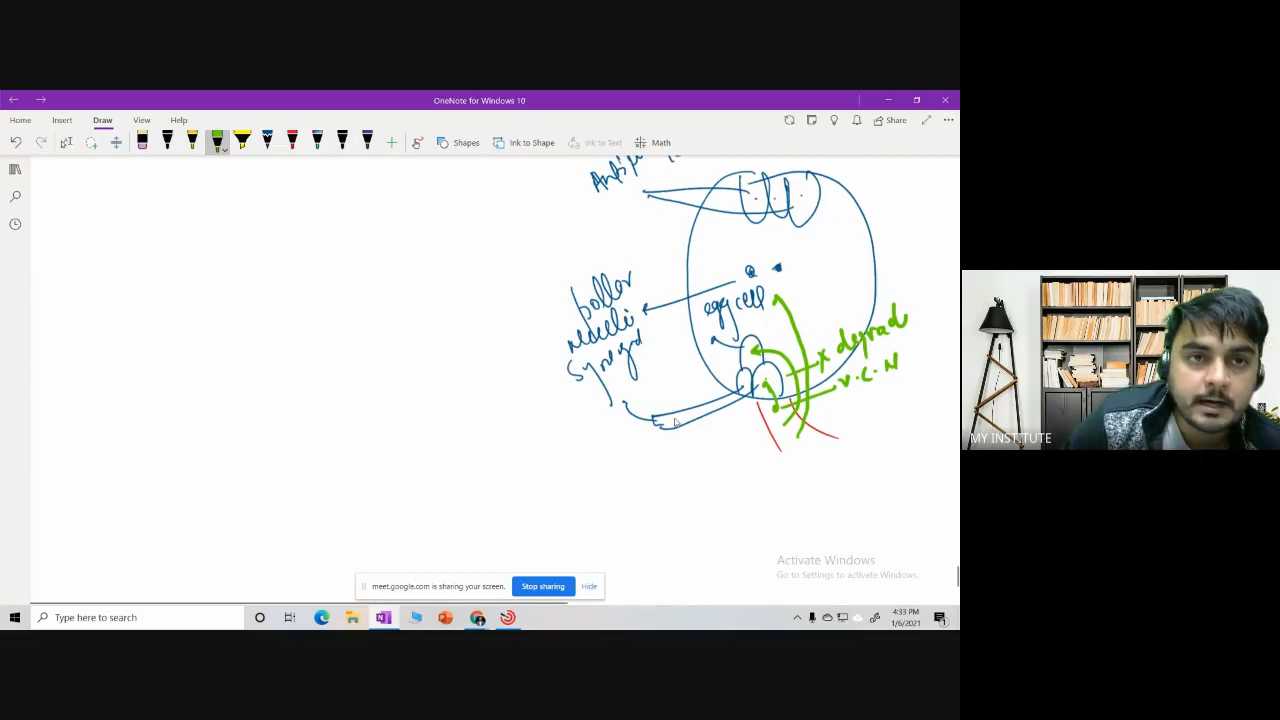 OneNote for Windows 10
Home Insert Draw View Help
Share
Shapes Ink to Shape Ink to Text Math
egg cell
x degrad
V.C.N
MY INSTITUTE
Activate Windows
Go to Settings to activate Windows.
meet.google.com is sharing your screen. Stop sharing Hide
Type here to search
4:33 PM
1/6/2021